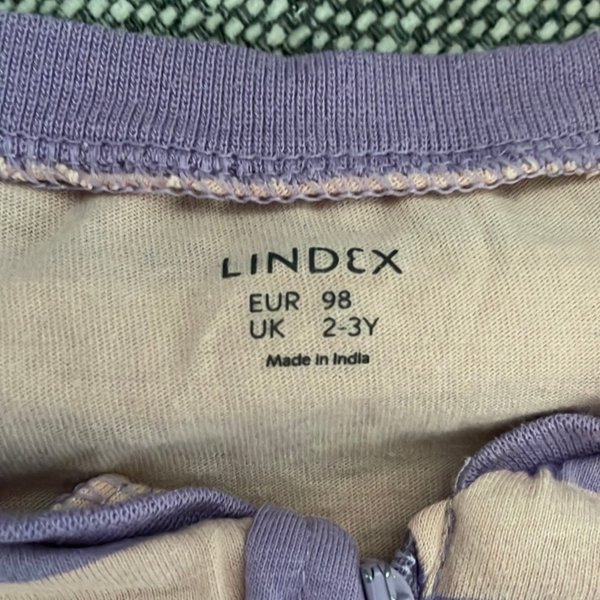 LINDEX
EUR 98
UK 2-3Y
Made in India